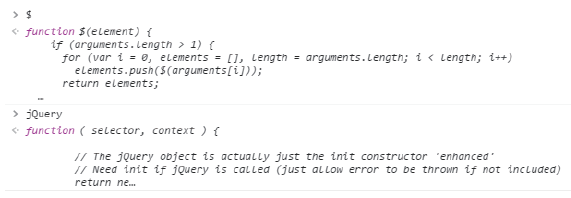 > $
< function $(element) {
    if (arguments.length > 1) {
      for (var i = 0, elements = [], length = arguments.length; i < length; i++)
        elements.push($(arguments[i]));
      return elements;
…
> jQuery
< function ( selector, context ) {
        // The jQuery object is actually just the init constructor 'enhanced'
        // Need init if jQuery is called (just allow error to be thrown if not included)
        return ne…